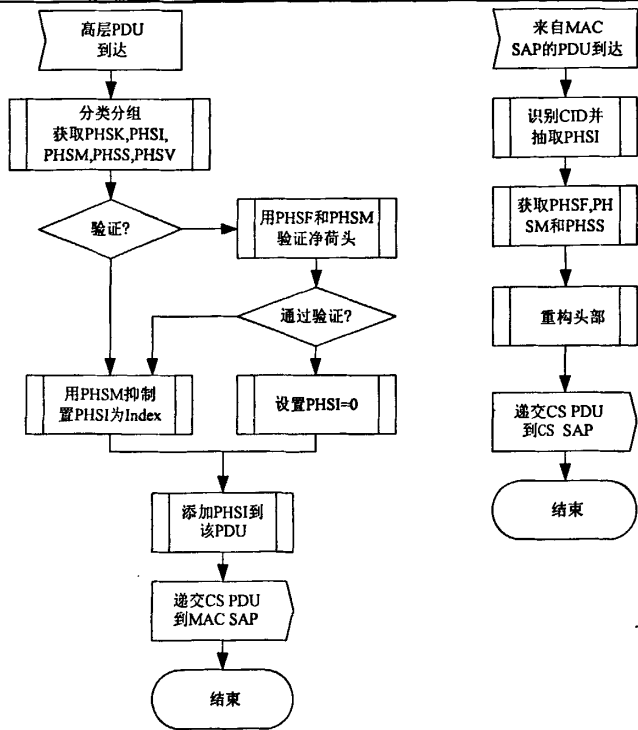 高层PDU
到达
分类分组
获取PHSK,PHSI,
PHSM,PHSS,PHSV
验证?
用PHSF和PHSM
验证净荷头
通过验证?
用PHSM抑制
置PHSI为Index
设置PHSI=0
添加PHSI到
该PDU
递交CS PDU
到MAC SAP
结束
来自MAC
SAP的PDU到达
识别CID并
抽取PHSI
获取PHSF,PH
SM和PHSS
重构头部
递交CS PDU
到CS SAP
结束